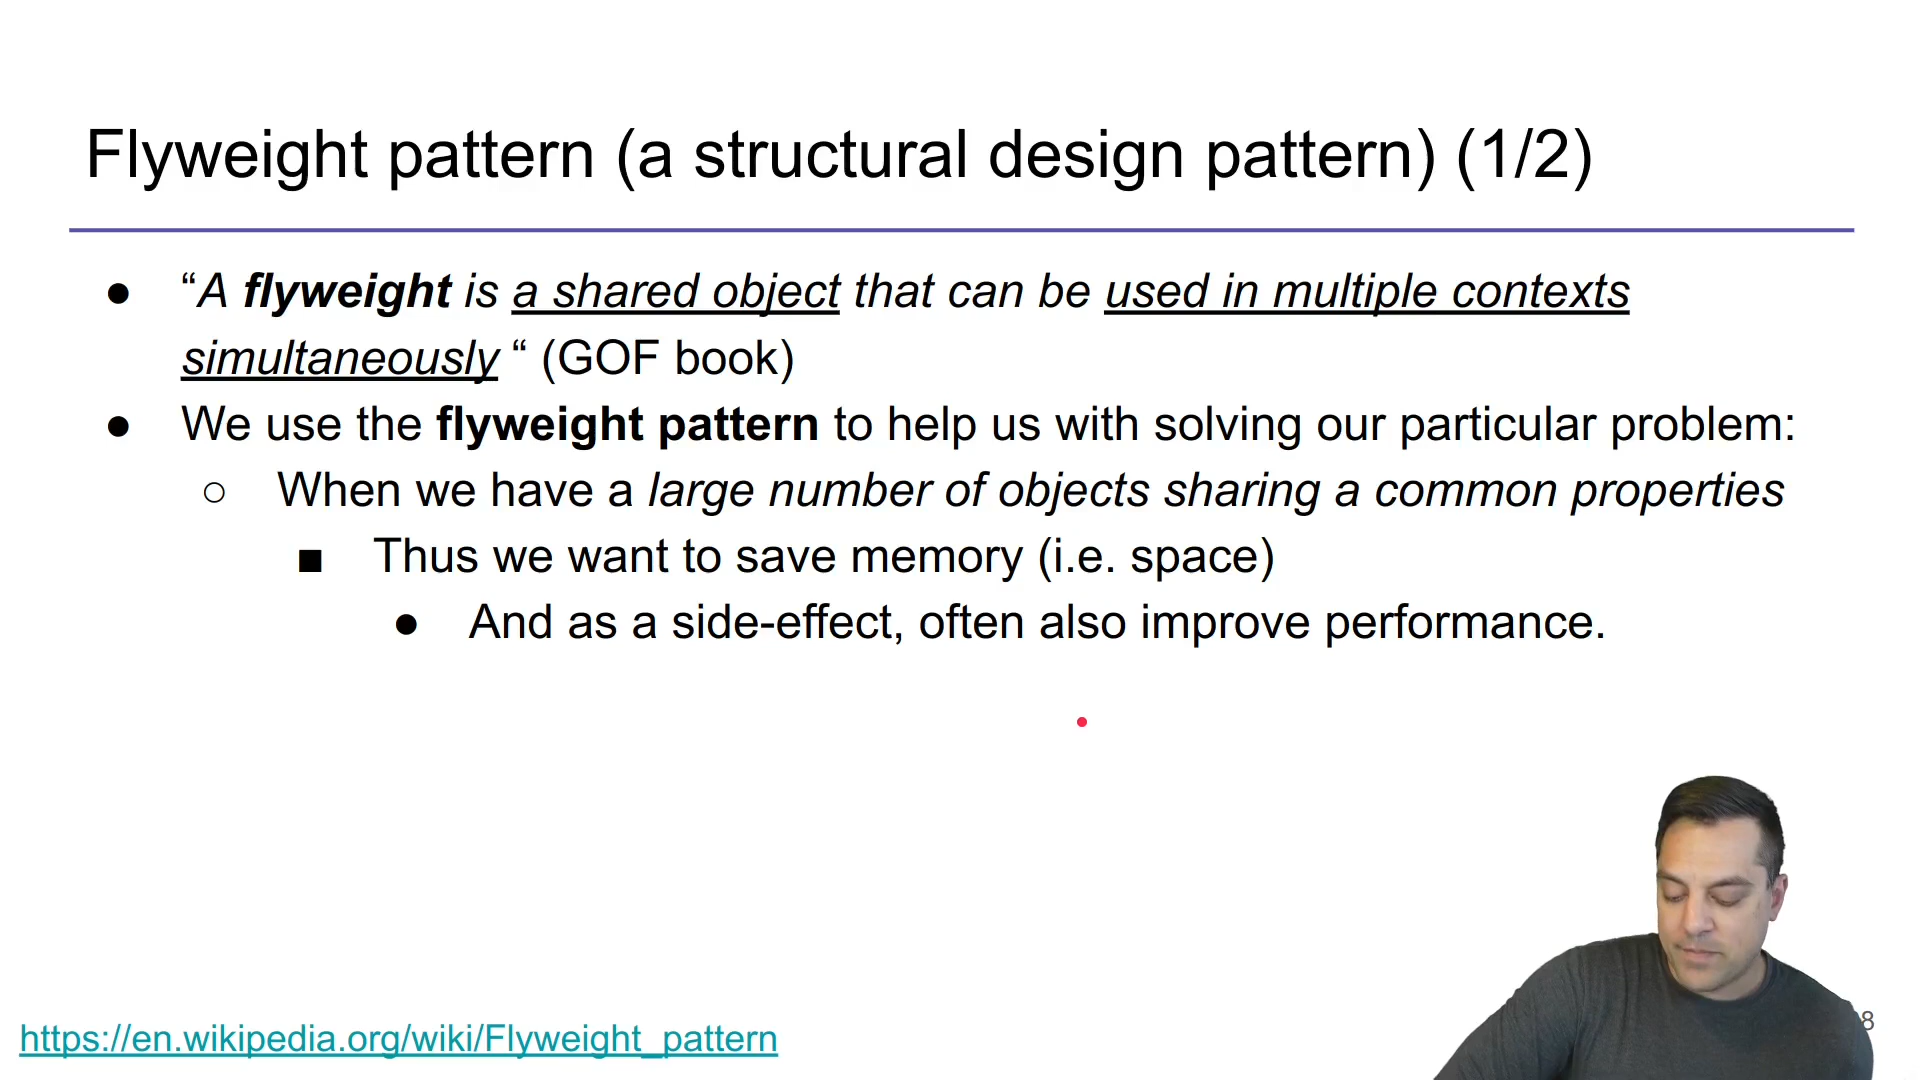 Flyweight pattern (a structural design pattern) (1/2)
● “A flyweight is a shared object that can be used in multiple contexts
simultaneously “ (GOF book)
● We use the flyweight pattern to help us with solving our particular problem:
○ When we have a large number of objects sharing a common properties
■ Thus we want to save memory (i.e. space)
● And as a side-effect, often also improve performance.
https://en.wikipedia.org/wiki/Flyweight_pattern